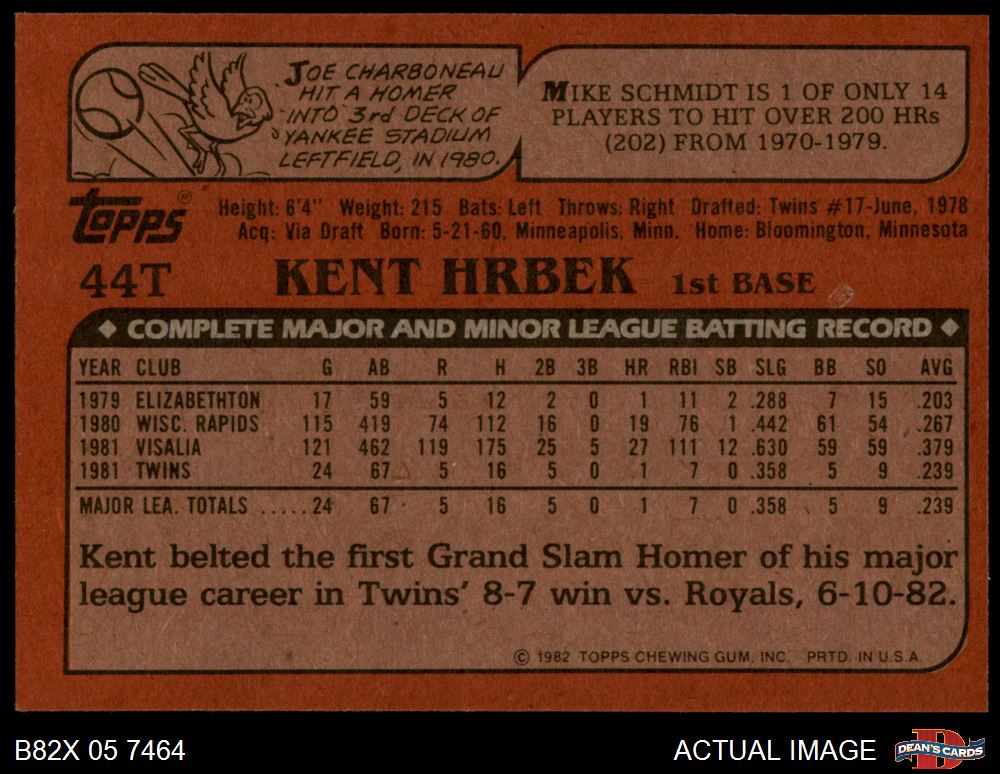 JOE CHARBONEAU
HIT A HOMER
INTO 3rd DECK OF
YANKEE STADIUM
LEFTFIELD, IN 1980.
MIKE SCHMIDT IS 1 OF ONLY 14
PLAYERS TO HIT OVER 200 HRs
(202) FROM 1970-1979.
TOPPS®
Height: 6'4" Weight: 215 Bats: Left Throws: Right Drafted: Twins #17-June, 1978
Acq: Via Draft Born: 5-21-60, Minneapolis, Minn. Home: Bloomington, Minnesota
44T KENT HRBEK 1st BASE
◆ COMPLETE MAJOR AND MINOR LEAGUE BATTING RECORD ◆
YEAR CLUB G AB R H 2B 3B HR RBI SB SLG BB SO AVG
1979 ELIZABETHTON 17 59 5 12 2 0 1 11 2 .288 7 15 .203
1980 WISC. RAPIDS 115 419 74 112 16 0 19 76 1 .442 61 54 .267
1981 VISALIA 121 462 119 175 25 5 27 111 12 .630 59 59 .379
1981 TWINS 24 67 5 16 5 0 1 7 0 .358 5 9 .239
MAJOR LEA. TOTALS .....24 67 5 16 5 0 1 7 0 .358 5 9 .239
Kent belted the first Grand Slam Homer of his major
league career in Twins' 8-7 win vs. Royals, 6-10-82.
© 1982 TOPPS CHEWING GUM, INC. PRTD. IN U.S.A.
B82X 05 7464
ACTUAL IMAGE
D
DEAN'S CARDS